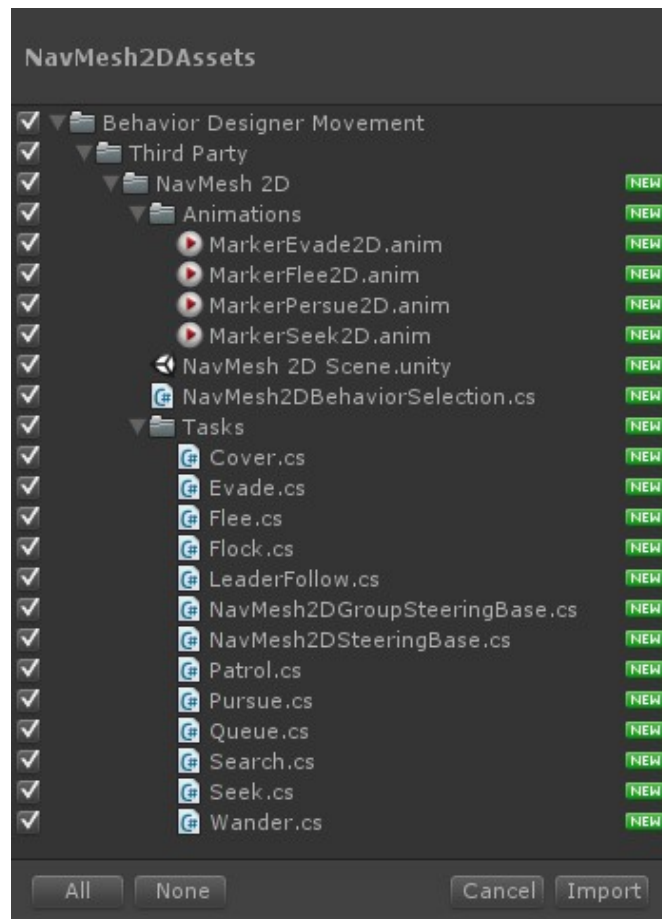 NavMesh2DAssets
Behavior Designer Movement
Third Party
NavMesh 2D NEW
Animations NEW
MarkerEvade2D.anim NEW
MarkerFlee2D.anim NEW
MarkerPersue2D.anim NEW
MarkerSeek2D.anim NEW
NavMesh 2D Scene.unity NEW
C# NavMesh2DBehaviorSelection.cs NEW
Tasks NEW
C# Cover.cs NEW
C# Evade.cs NEW
C# Flee.cs NEW
C# Flock.cs NEW
C# LeaderFollow.cs NEW
C# NavMesh2DGroupSteeringBase.cs NEW
C# NavMesh2DSteeringBase.cs NEW
C# Patrol.cs NEW
C# Pursue.cs NEW
C# Queue.cs NEW
C# Search.cs NEW
C# Seek.cs NEW
C# Wander.cs NEW
All None Cancel Import